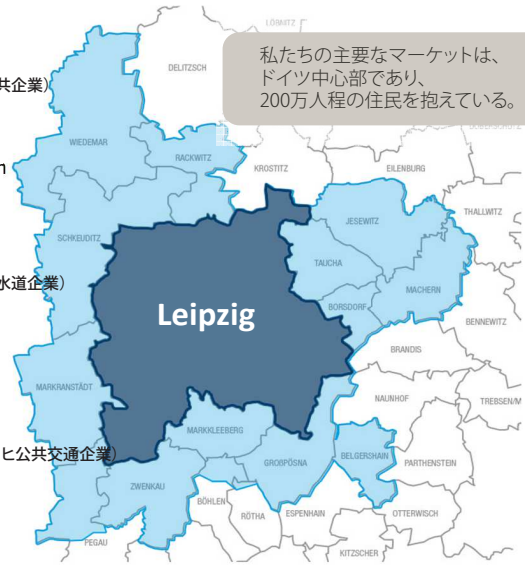 LÖBNITZ
DELITZSCH
私たちの主要なマーケットは、
ドイツ中心部であり、
200万人程の住民を抱えている。
共企業)
WIEDEMAR
RACKWITZ
KROSTITZ
EILENBURG
n
THALLWITZ
JESEWITZ
SCHKEUDITZ
TAUCHA
水道企業)
MACHERN
BORSDORF
Leipzig
BENNEWITZ
BRANDIS
MARKRANSTÄDT
NAUNHOF
TREBSEN/M
MARKKLEEBERG
ヒ公共交通企業)
GROẞPÖSNA
BELGERSHAIN
PARTHENSTEIN
ZWENKAU
BÖHLEN
RÖTHA
ESPENHAIN
OTTERWISCH
PEGAU
KITZSCHER